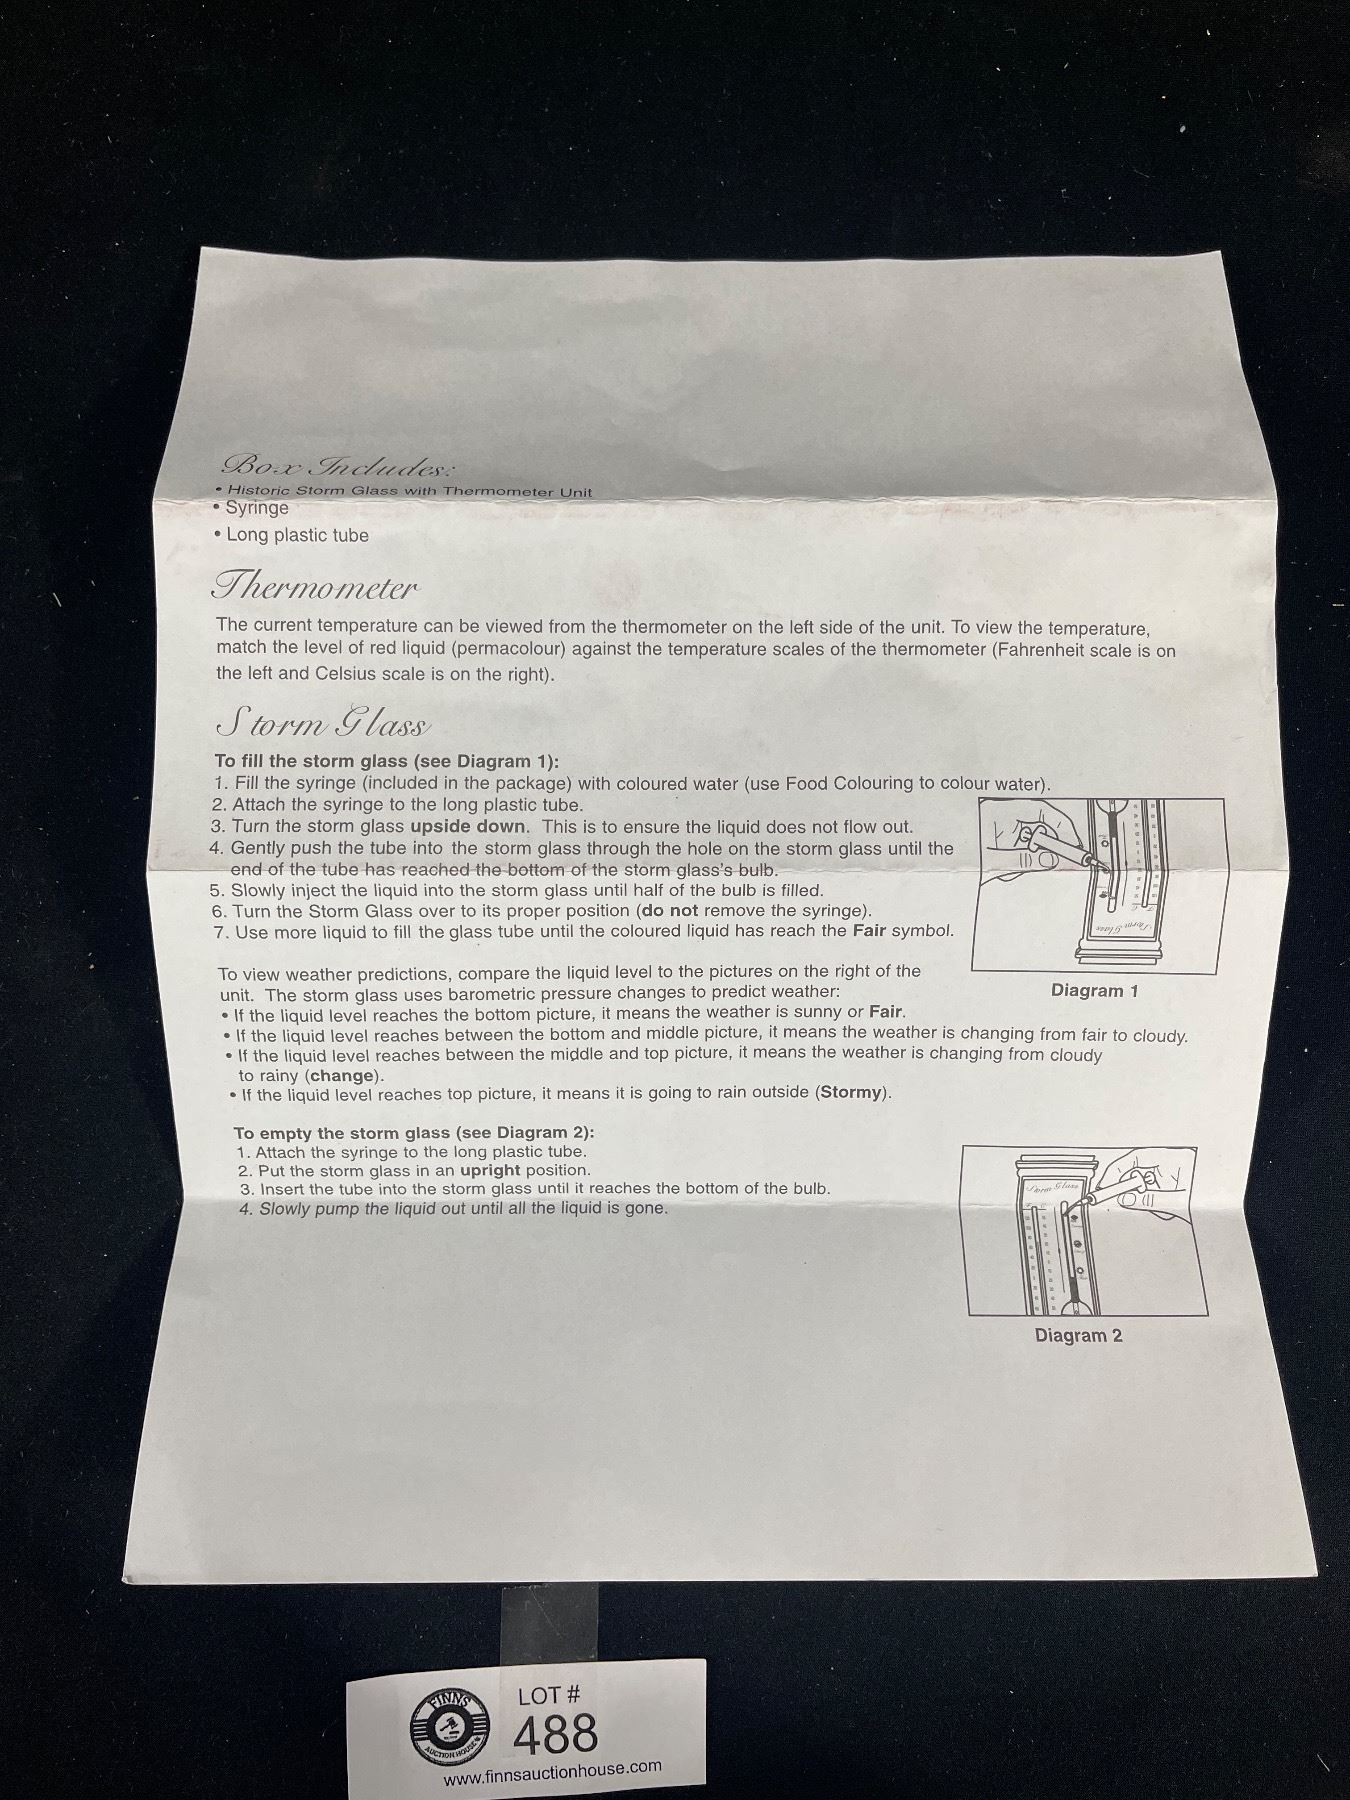 Box Includes:
• Historic Storm Glass with Thermometer Unit
• Syringe
• Long plastic tube
Thermometer
The current temperature can be viewed from the thermometer on the left side of the unit. To view the temperature,
match the level of red liquid (permacolour) against the temperature scales of the thermometer (Fahrenheit scale is on
the left and Celsius scale is on the right).
Storm Glass
To fill the storm glass (see Diagram 1):
1. Fill the syringe (included in the package) with coloured water (use Food Colouring to colour water).
2. Attach the syringe to the long plastic tube.
3. Turn the storm glass upside down. This is to ensure the liquid does not flow out.
4. Gently push the tube into the storm glass through the hole on the storm glass until the
end of the tube has reached the bottom of the storm glass's bulb.
5. Slowly inject the liquid into the storm glass until half of the bulb is filled.
6. Turn the Storm Glass over to its proper position (do not remove the syringe).
7. Use more liquid to fill the glass tube until the coloured liquid has reach the Fair symbol.
Storm Glass
Diagram 1
To view weather predictions, compare the liquid level to the pictures on the right of the
unit. The storm glass uses barometric pressure changes to predict weather:
• If the liquid level reaches the bottom picture, it means the weather is sunny or Fair.
• If the liquid level reaches between the bottom and middle picture, it means the weather is changing from fair to cloudy.
• If the liquid level reaches between the middle and top picture, it means the weather is changing from cloudy
to rainy (change).
• If the liquid level reaches top picture, it means it is going to rain outside (Stormy).
To empty the storm glass (see Diagram 2):
1. Attach the syringe to the long plastic tube.
2. Put the storm glass in an upright position.
3. Insert the tube into the storm glass until it reaches the bottom of the bulb.
4. Slowly pump the liquid out until all the liquid is gone.
Storm Glass
Diagram 2
FINNS
AUCTION HOUSE
LOT #
488
www.finnsauctionhouse.com